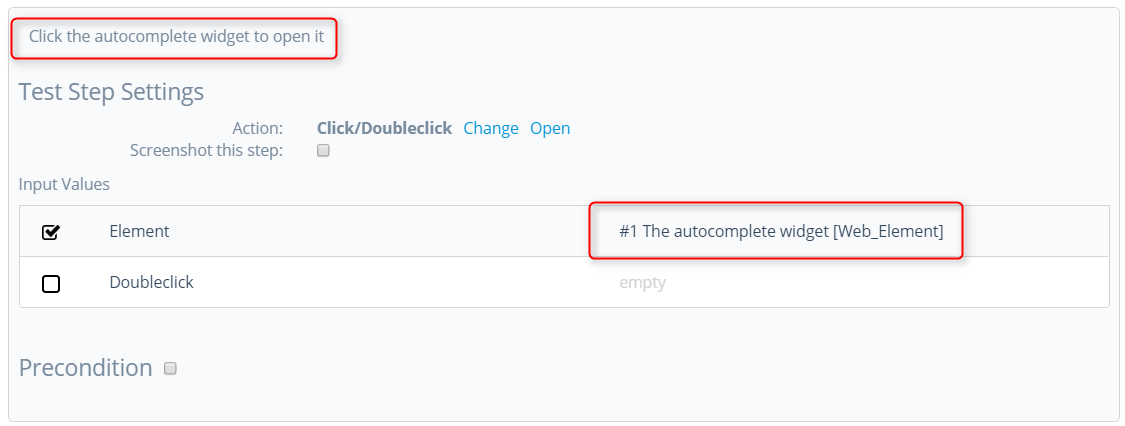 Click the autocomplete widget to open it
Test Step Settings
Action: Click/Doubleclick Change Open
Screenshot this step:
Input Values
Element #1 The autocomplete widget [Web_Element]
Doubleclick empty
Precondition